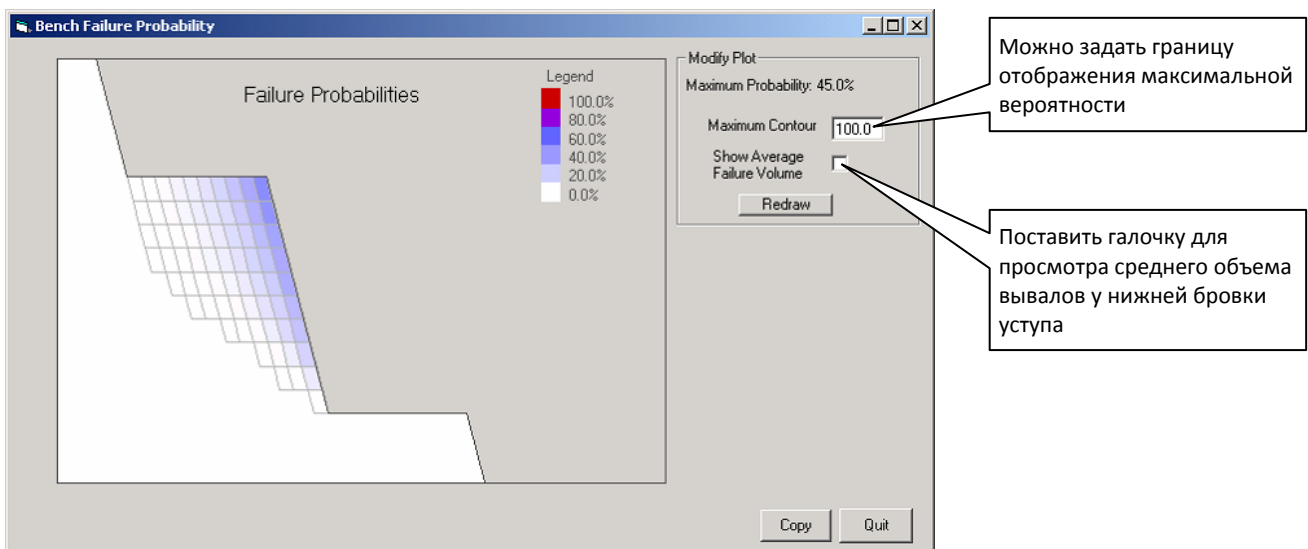 Bench Failure Probability
Failure Probabilities
Legend
100.0%
80.0%
60.0%
40.0%
20.0%
0.0%
Modify Plot
Maximum Probability: 45.0%
Maximum Contour 100.0
Show Average
Failure Volume
Redraw
Copy Quit
Можно задать границу
отображения максимальной
вероятности
Поставить галочку для
просмотра среднего объема
вывалов у нижней бровки
уступа